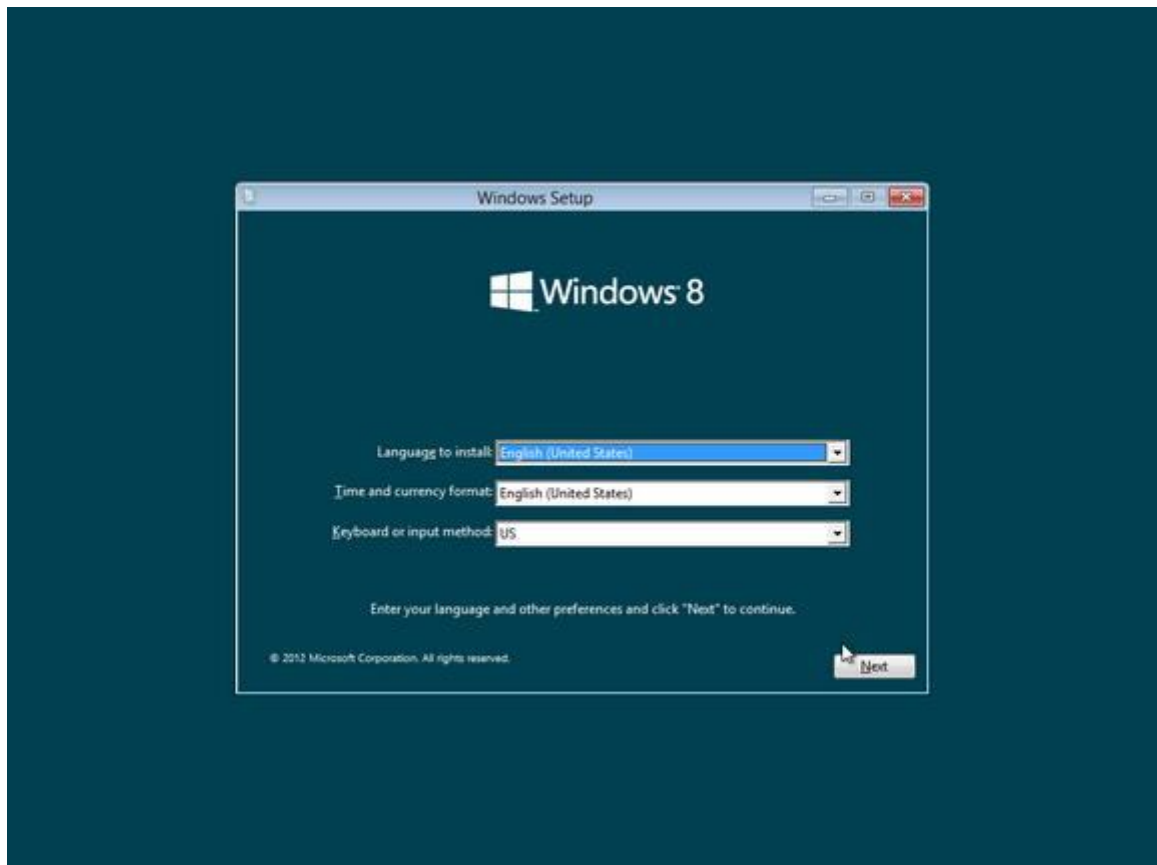 Windows Setup
Windows 8
Language to install: English (United States)
Time and currency format: English (United States)
Keyboard or input method: US
Enter your language and other preferences and click "Next" to continue.
© 2012 Microsoft Corporation. All rights reserved.
Next